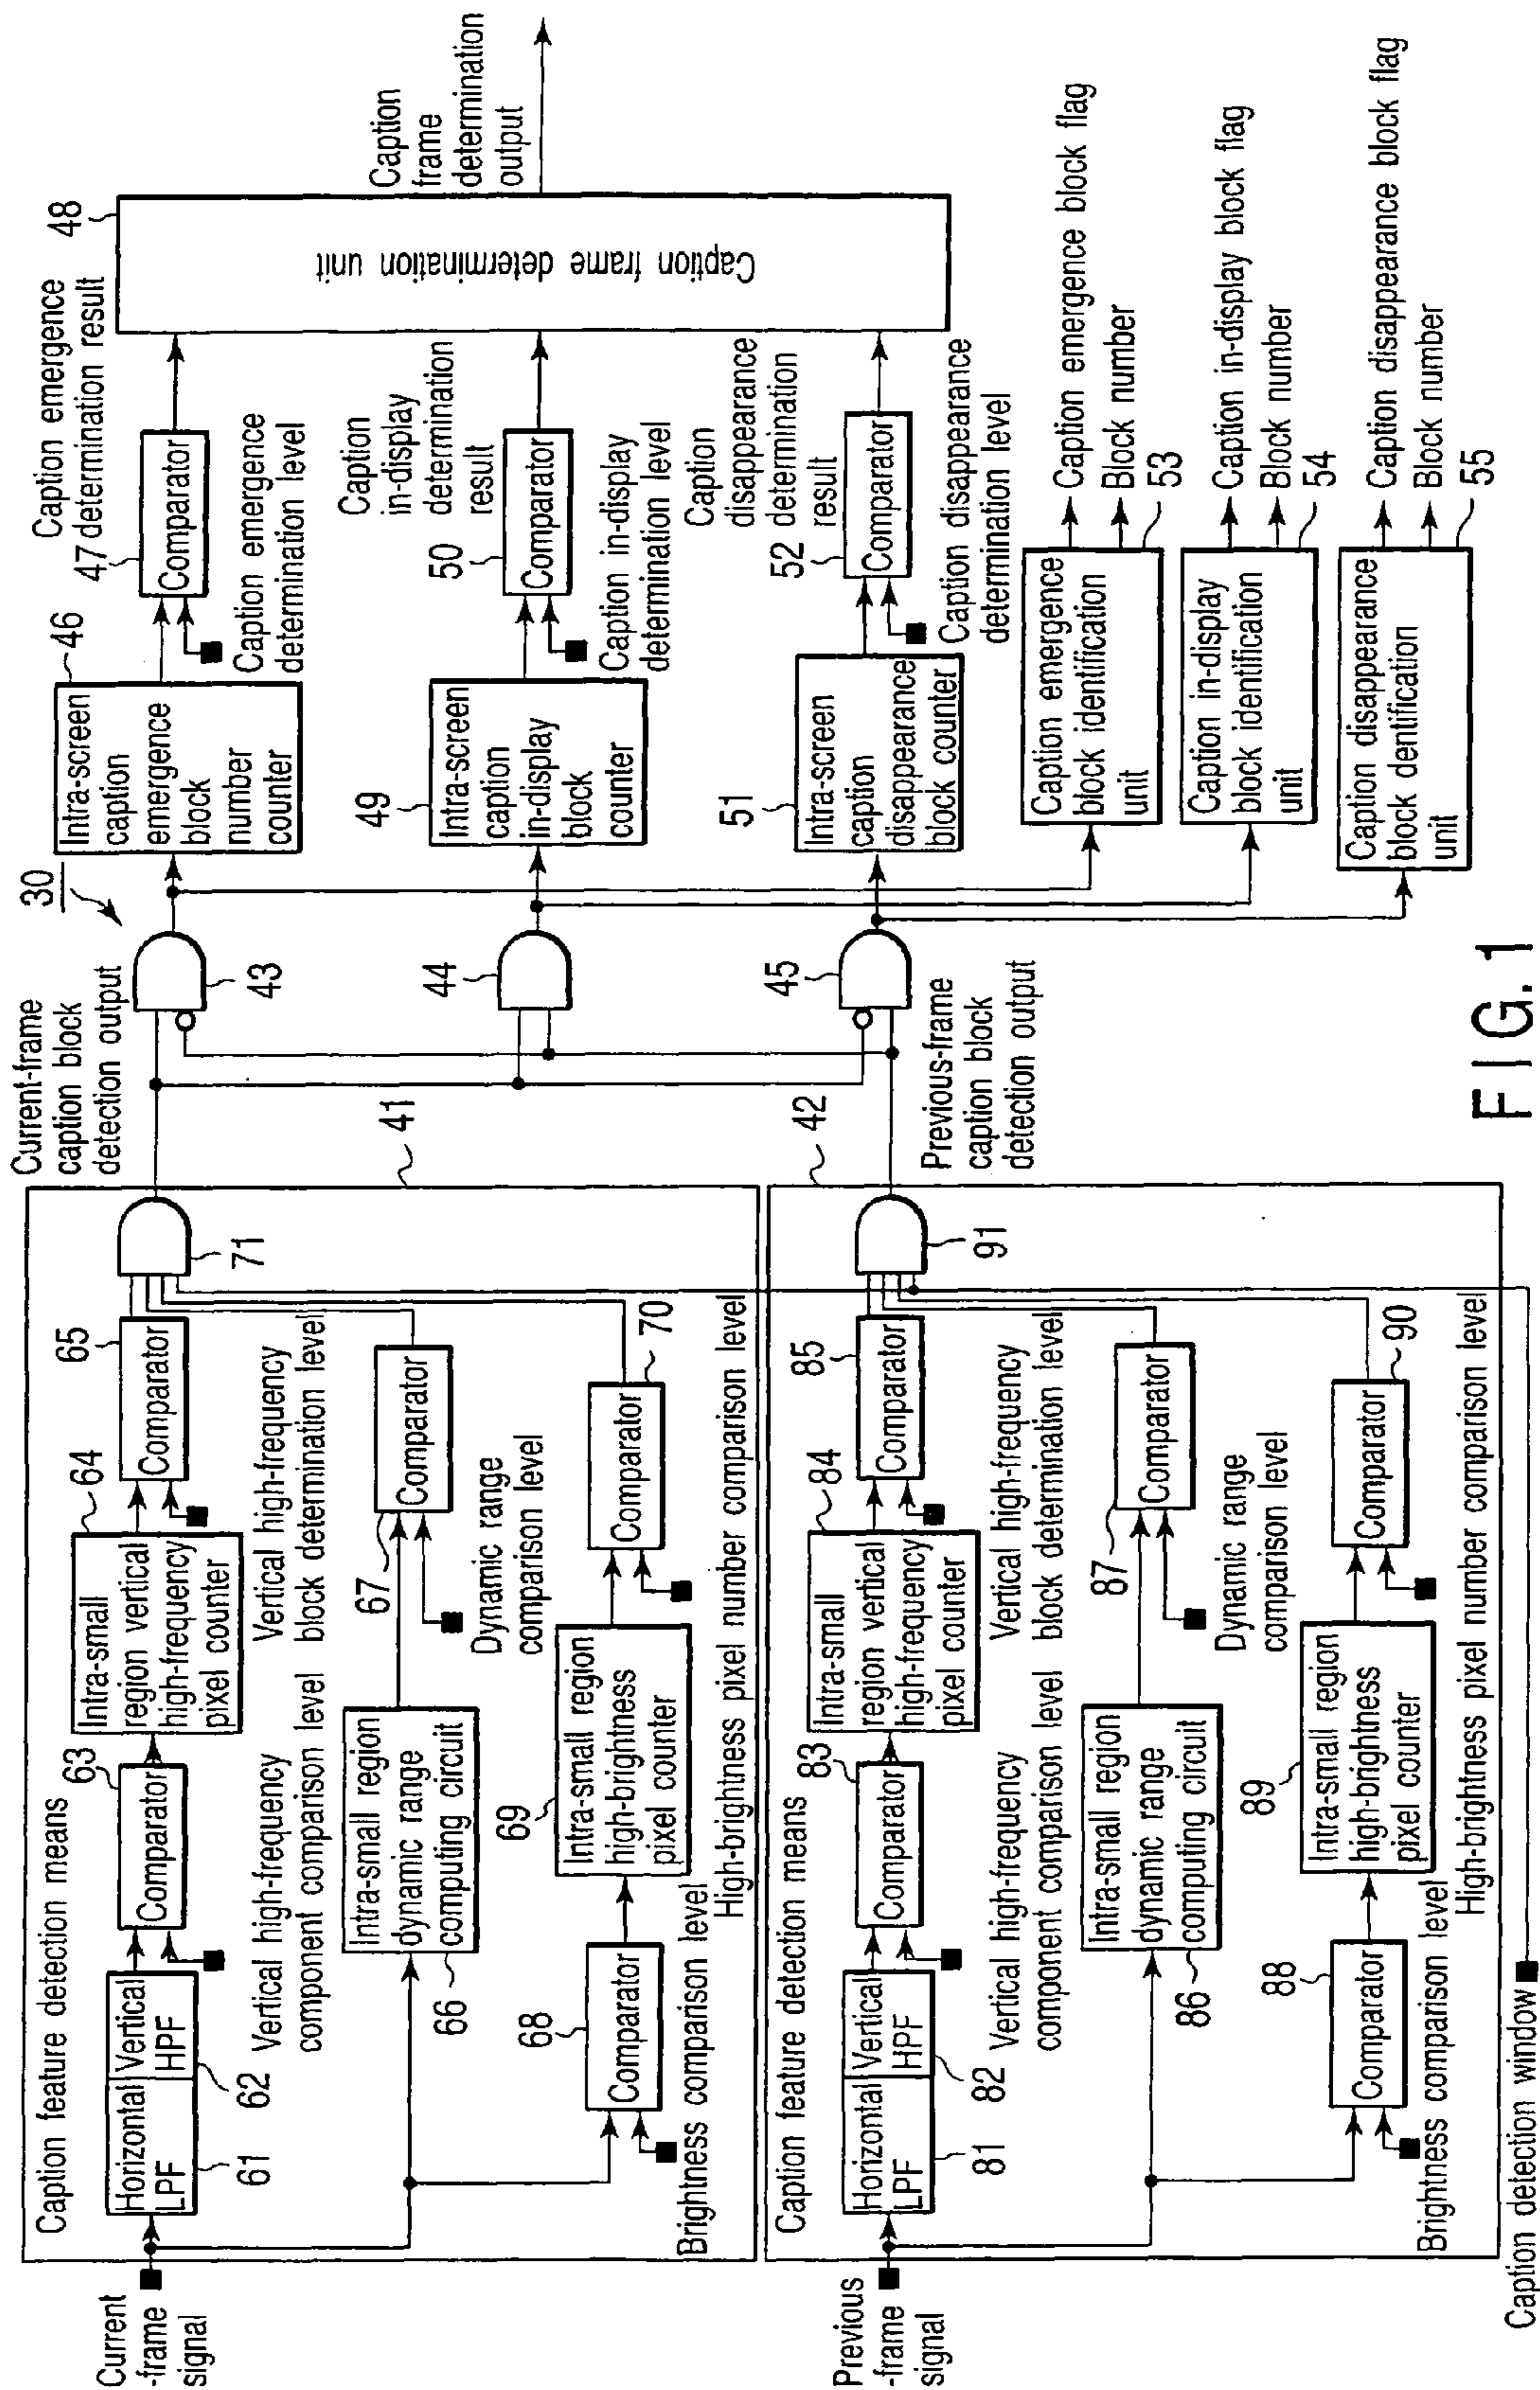 30
Current
-frame
signal
Caption feature detection means
Horizontal
LPF
61
Vertical
HPF
62
Comparator
63
Vertical high-frequency
component comparison level
Intra-small
region vertical
high-frequency
pixel counter
64
Comparator
65
Vertical high-frequency
block determination level
Intra-small region
dynamic range
computing circuit
66
Comparator
67
Dynamic range
comparison level
Comparator
68
Brightness comparison level
Intra-small region
high-brightness
pixel counter
69
Comparator
70
High-brightness pixel number comparison level
71
41
Current-frame
caption block
detection output
Previous
-frame
signal
Caption feature detection means
Horizontal
LPF
81
Vertical
HPF
82
Comparator
83
Vertical high-frequency
component comparison level
Intra-small
region vertical
high-frequency
pixel counter
84
Comparator
85
Vertical high-frequency
block determination level
Intra-small region
dynamic range
computing circuit
86
Comparator
87
Dynamic range
comparison level
Comparator
88
Brightness comparison level
Intra-small region
high-brightness
pixel counter
89
Comparator
90
High-brightness pixel number comparison level
91
42
Previous-frame
caption block
detection output
Caption detection window
43
44
45
Intra-screen
caption
emergence
block
number
counter
46
Comparator
47
Caption emergence
determination result
Caption emergence
determination level
Intra-screen
caption
in-display
block
counter
49
Comparator
50
Caption
in-display
determination
result
Caption in-display
determination level
Intra-screen
caption
disappearance
block counter
51
Comparator
52
Caption
disappearance
determination
result
Caption disappearance
determination level
Caption frame determination
unit
48
Caption
frame
determination
output
Caption emergence
block identification
unit
53
Caption emergence block flag
Block number
Caption in-display
block identification
unit
54
Caption in-display block flag
Block number
Caption disappearance
block dentification
unit
55
Caption disappearance block flag
Block number
FIG. 1